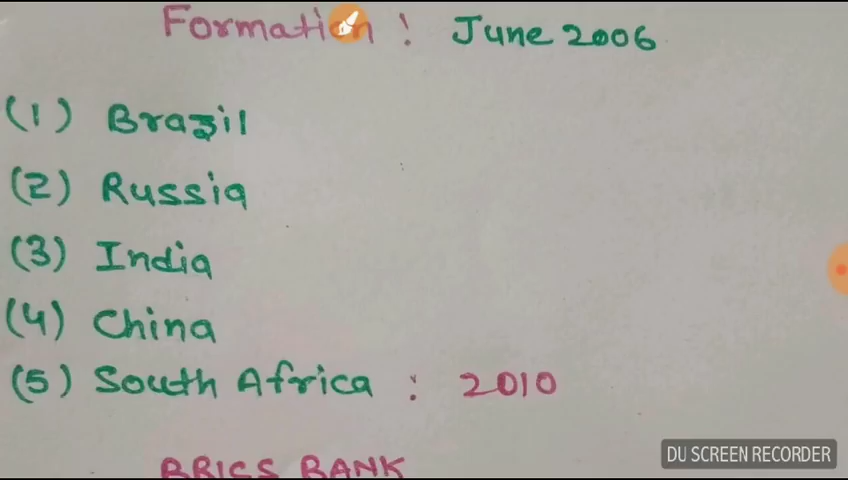 Formation : June 2006
(1) Brazil
(2) Russia
(3) India
(4) China
(5) South Africa : 2010
BRICS BANK
DU SCREEN RECORDER